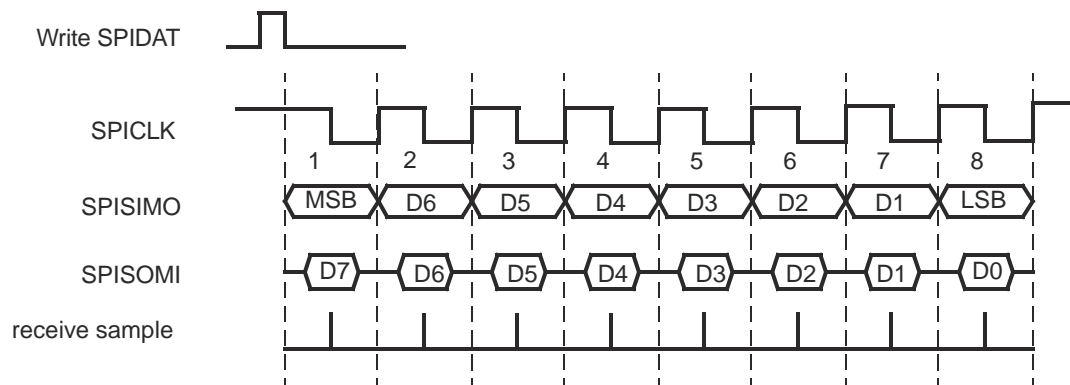 Write SPIDAT
SPICLK
1 2 3 4 5 6 7 8
SPISIMO MSB D6 D5 D4 D3 D2 D1 LSB
SPISOMI D7 D6 D5 D4 D3 D2 D1 D0
receive sample